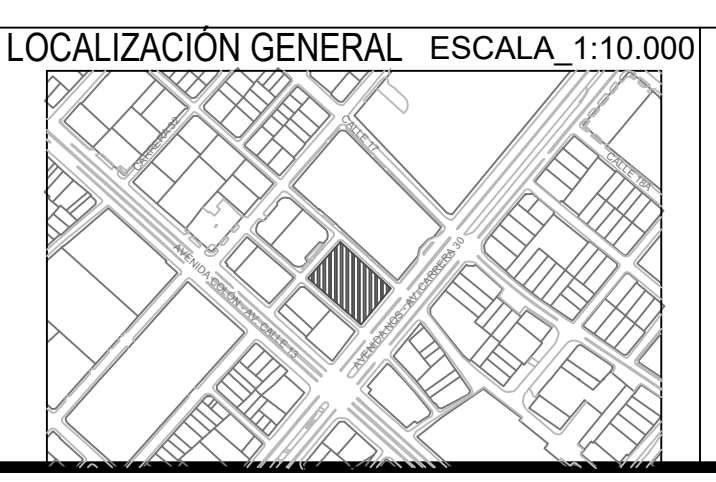 LOCALIZACIÓN GENERAL ESCALA_1:10.000
CARRERA 32
CALLE 17
CALLE 18A
AVENIDA COLÓN - AV. CALLE 13
AVENIDA NQS - AV. CARRERA 30